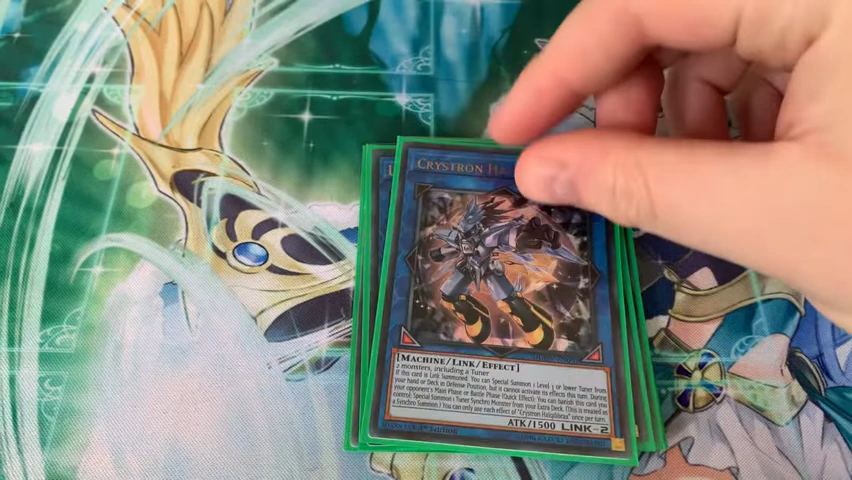 CRYSTRON HA
[MACHINE/LINK/EFFECT]
2 monsters, including a Tuner
If this card is Link Summoned: You can Special Summon 1 Level 3 or lower Tuner from
your hand or Deck in Defense Position, but it cannot activate its effects this turn. During
your opponent's Main Phase or Battle Phase (Quick Effect): You can banish this card you
control; Special Summon 1 Tuner Synchro Monster from your Extra Deck. (This is treated as
a Synchro Summon.) You can only use each effect of "Crystron Halqifibrax" once per turn.
ATK/1500 LINK-2
1st Edition